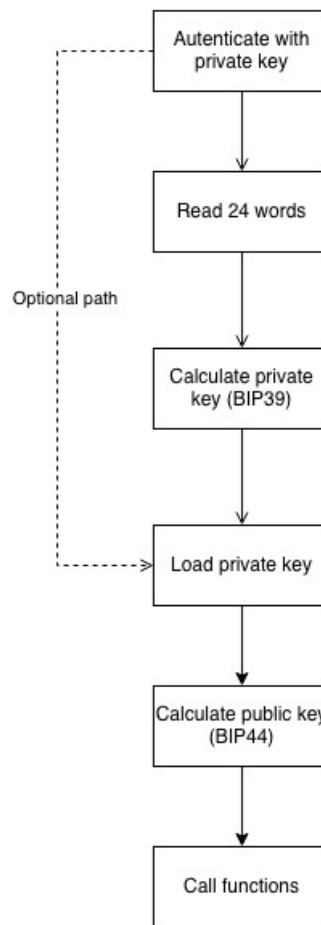 Autenticate with
private key
Read 24 words
Optional path
Calculate private
key (BIP39)
Load private key
Calculate public key
(BIP44)
Call functions